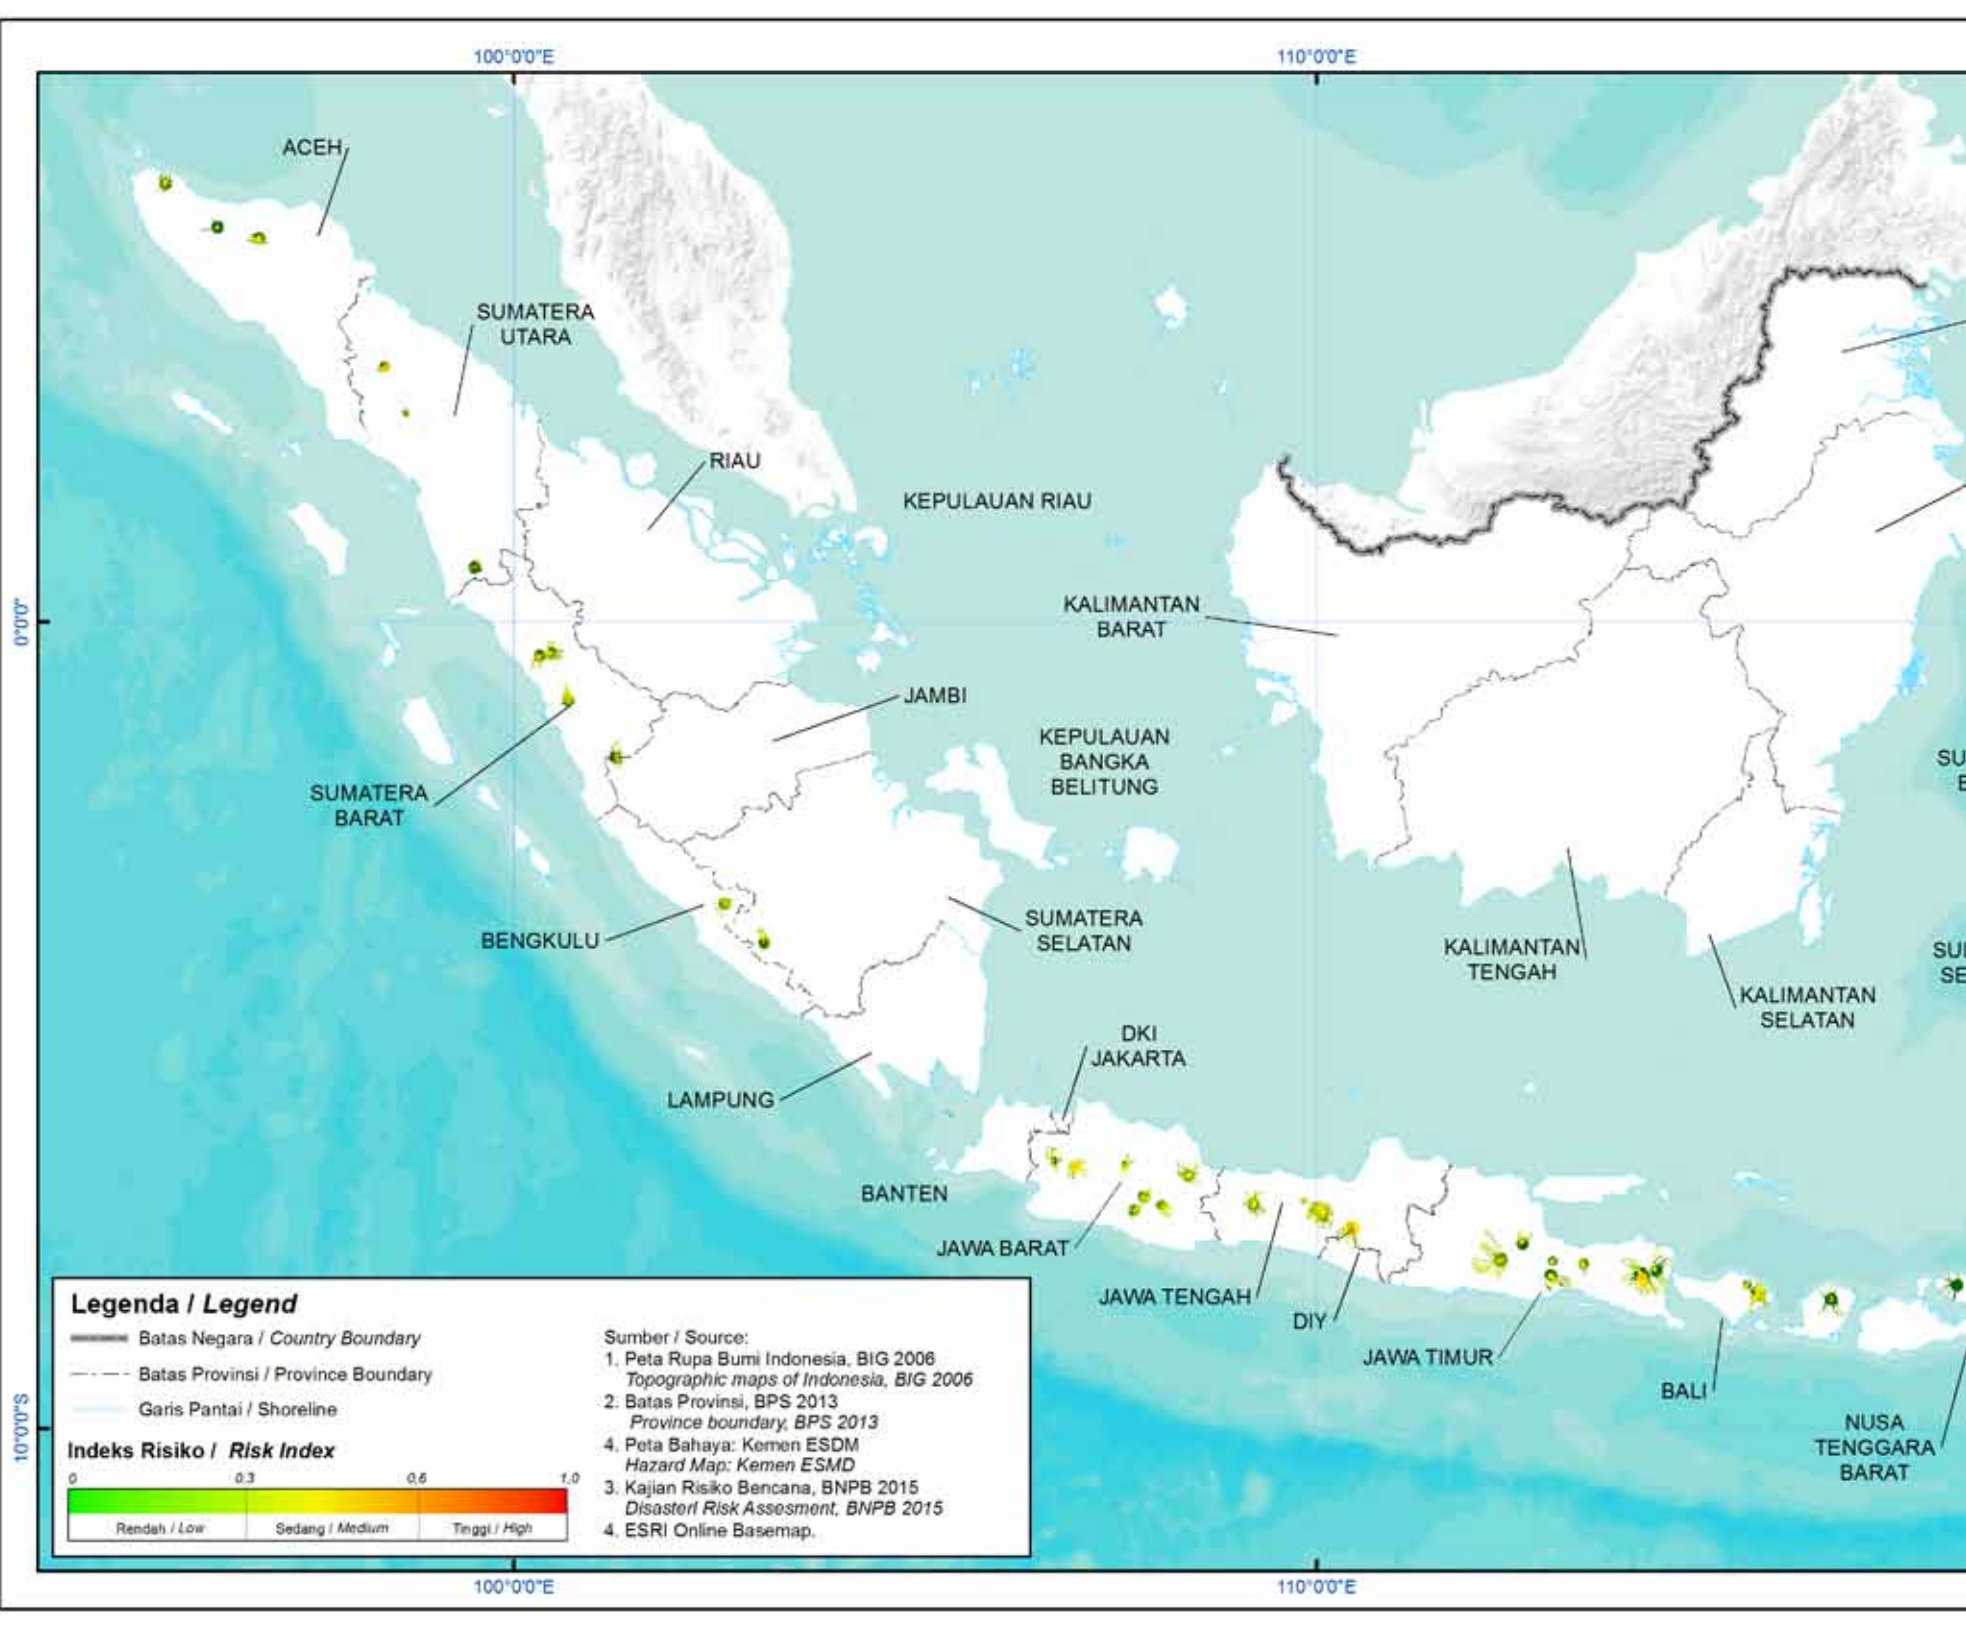 100°0'0"E
110°0'0"E
ACEH
SUMATERA
UTARA
RIAU
KEPULAUAN RIAU
KALIMANTAN
BARAT
0°0'0"
JAMBI
KEPULAUAN
BANGKA
BELITUNG
SU
SUMATERA
BARAT
BENGKULU
SUMATERA
SELATAN
KALIMANTAN
TENGAH
SU
SE
KALIMANTAN
SELATAN
DKI
JAKARTA
LAMPUNG
BANTEN
JAWA BARAT
JAWA TENGAH
DIY
JAWA TIMUR
BALI
NUSA
TENGGARA
BARAT
10°0'0"S
Legenda / Legend
Batas Negara / Country Boundary
Batas Provinsi / Province Boundary
Garis Pantai / Shoreline
Indeks Risiko / Risk Index
0 0,3 0,6 1,0
Rendah / Low Sedang / Medium Tinggi / High
Sumber / Source:
1. Peta Rupa Bumi Indonesia, BIG 2006
Topographic maps of Indonesia, BIG 2006
2. Batas Provinsi, BPS 2013
Province boundary, BPS 2013
4. Peta Bahaya: Kemen ESDM
Hazard Map: Kemen ESMD
3. Kajian Risiko Bencana, BNPB 2015
Disasterl Risk Assesment, BNPB 2015
4. ESRI Online Basemap.
100°0'0"E
110°0'0"E